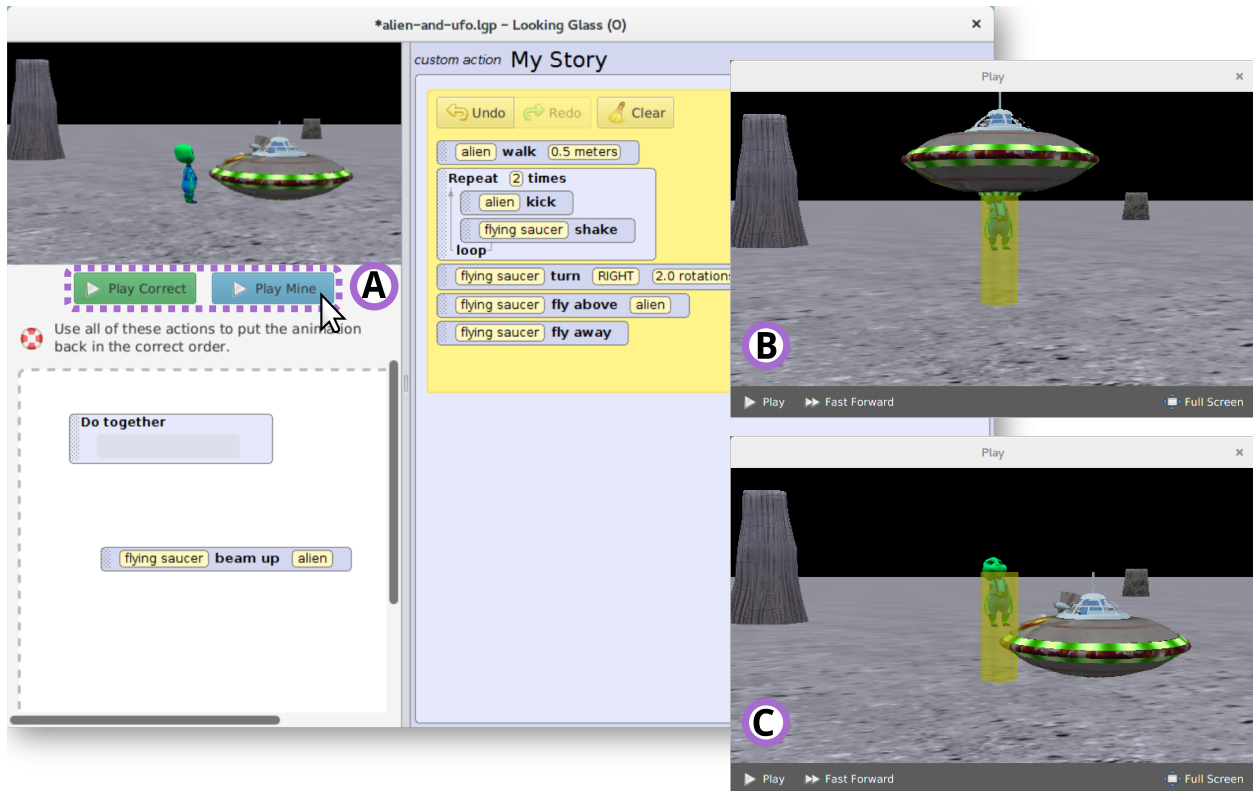 *alien-and-ufo.lgp – Looking Glass (O)
×
custom action My Story
Undo Redo Clear
alien walk 0.5 meters
Repeat 2 times
alien kick
flying saucer shake
loop
flying saucer turn RIGHT 2.0 rotations
flying saucer fly above alien
flying saucer fly away
Play Correct Play Mine
A
Use all of these actions to put the animation
back in the correct order.
Do together
flying saucer beam up alien
Play ×
B
Play Fast Forward Full Screen
Play ×
C
Play Fast Forward Full Screen